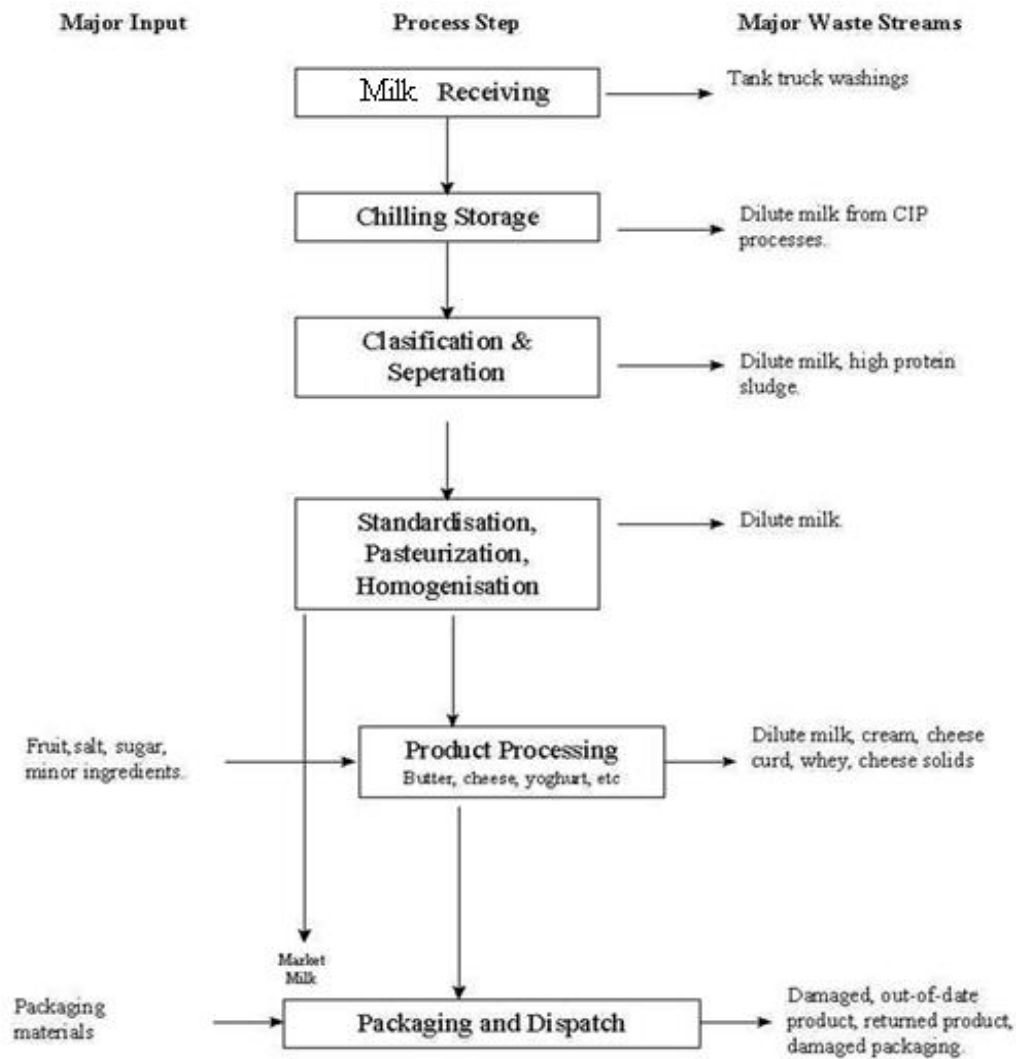 Major Input
Process Step
Major Waste Streams
Milk Receiving
Tank truck washings
Chilling Storage
Dilute milk from CIP
processes.
Clasification &
Seperation
Dilute milk, high protein
sludge.
Standardisation,
Pasteurization,
Homogenisation
Dilute milk.
Fruit, salt, sugar,
minor ingredients.
Product Processing
Butter, cheese, yoghurt, etc
Dilute milk, cream, cheese
curd, whey, cheese solids
Market
Milk
Packaging
materials
Packaging and Dispatch
Damaged, out-of-date
product, returned product,
damaged packaging.